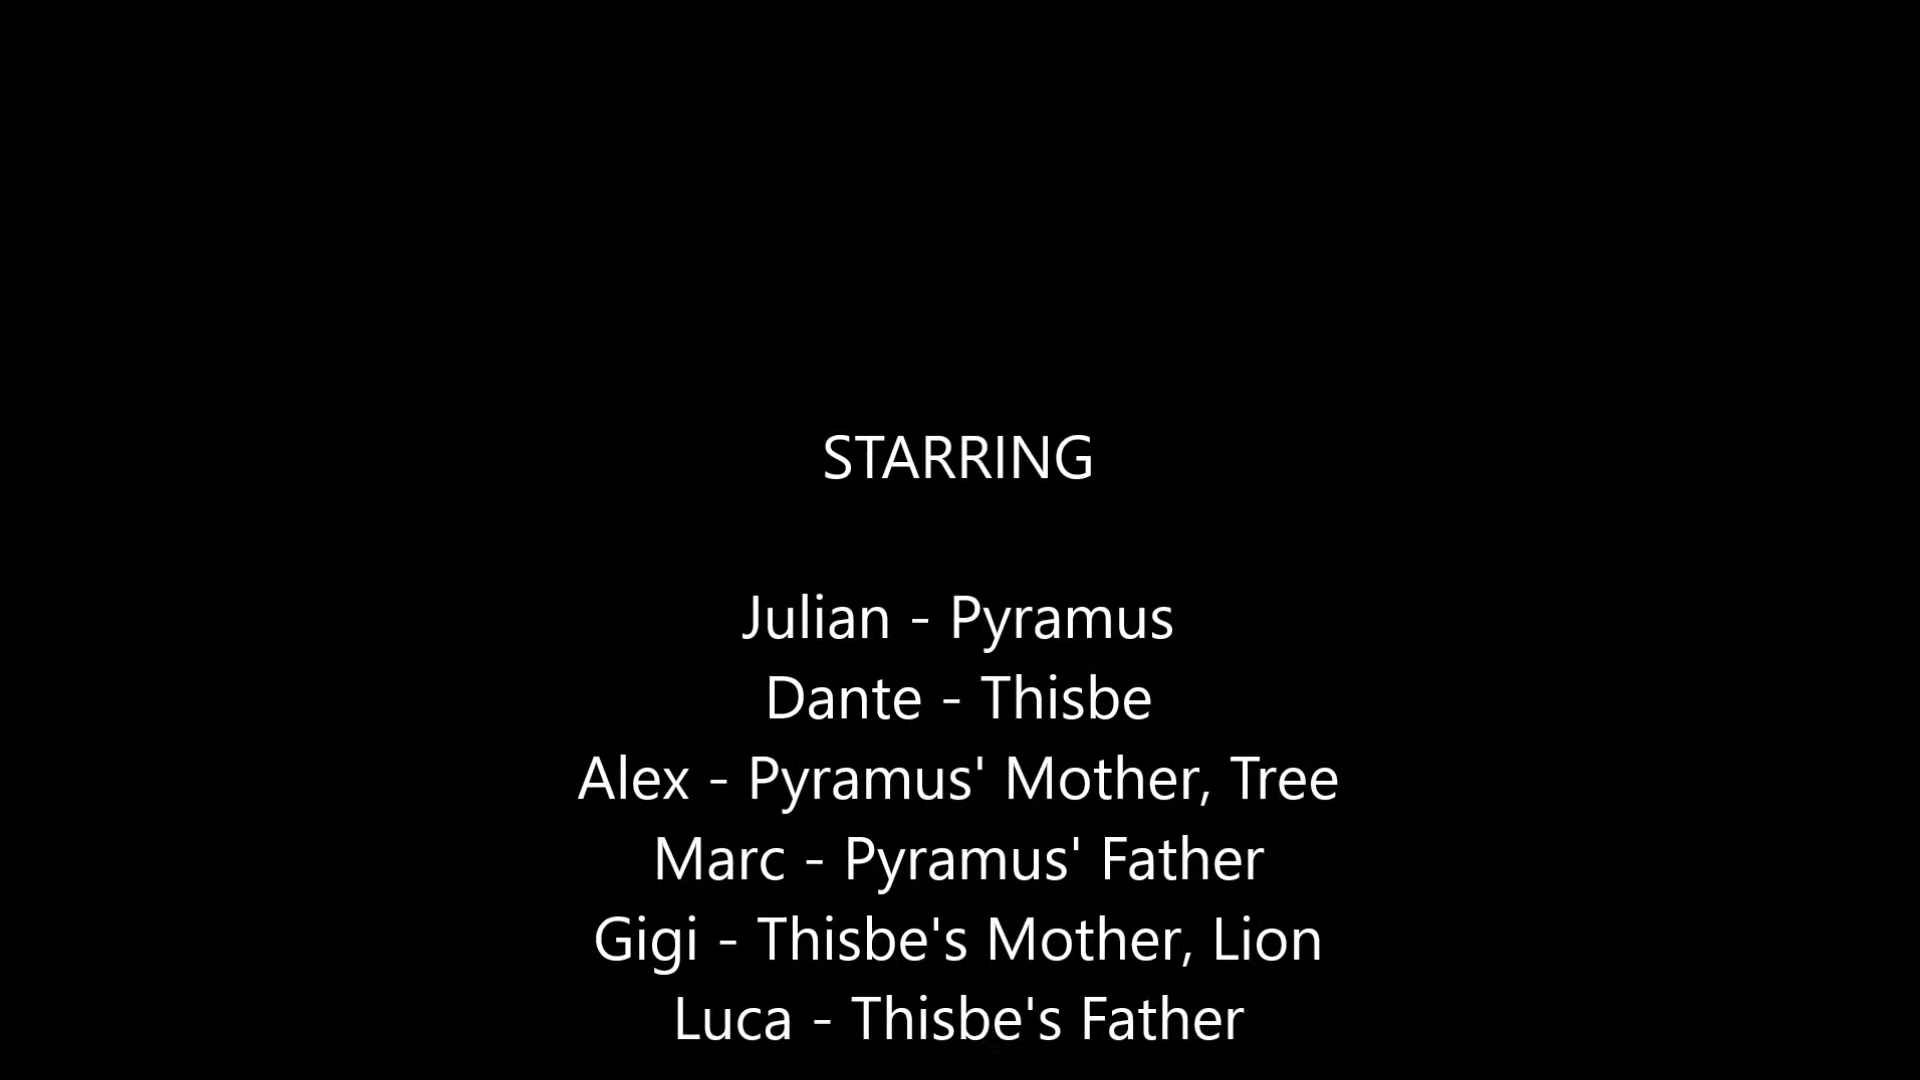 STARRING
Julian - Pyramus
Dante - Thisbe
Alex - Pyramus' Mother, Tree
Marc - Pyramus' Father
Gigi - Thisbe's Mother, Lion
Luca - Thisbe's Father